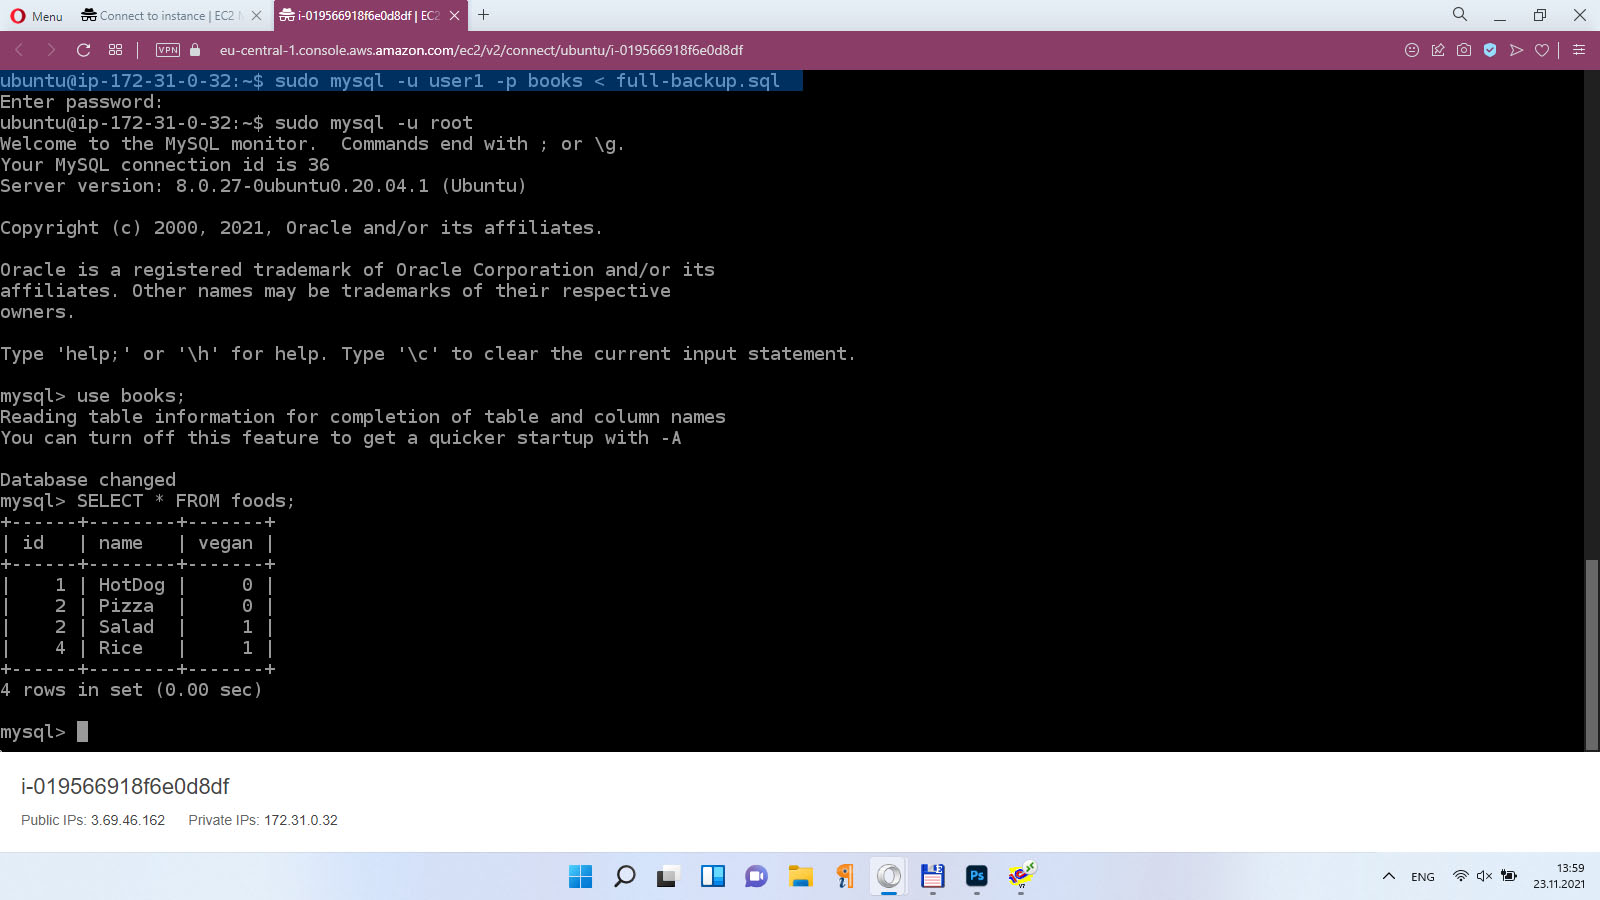 Menu
Connect to instance | EC2 M
i-019566918f6e0d8df | EC2
VPN
eu-central-1.console.aws.amazon.com/ec2/v2/connect/ubuntu/i-019566918f6e0d8df
ubuntu@ip-172-31-0-32:~$ sudo mysql -u user1 -p books < full-backup.sql
Enter password:
ubuntu@ip-172-31-0-32:~$ sudo mysql -u root
Welcome to the MySQL monitor.  Commands end with ; or \g.
Your MySQL connection id is 36
Server version: 8.0.27-0ubuntu0.20.04.1 (Ubuntu)
Copyright (c) 2000, 2021, Oracle and/or its affiliates.
Oracle is a registered trademark of Oracle Corporation and/or its
affiliates. Other names may be trademarks of their respective
owners.
Type 'help;' or '\h' for help. Type '\c' to clear the current input statement.
mysql> use books;
Reading table information for completion of table and column names
You can turn off this feature to get a quicker startup with -A
Database changed
mysql> SELECT * FROM foods;
+------+--------+-------+
| id   | name   | vegan |
+------+--------+-------+
|    1 | HotDog |     0 |
|    2 | Pizza  |     0 |
|    2 | Salad  |     1 |
|    4 | Rice   |     1 |
+------+--------+-------+
4 rows in set (0.00 sec)
mysql>
i-019566918f6e0d8df
Public IPs: 3.69.46.162 Private IPs: 172.31.0.32
Ps
ENG
13:59
23.11.2021